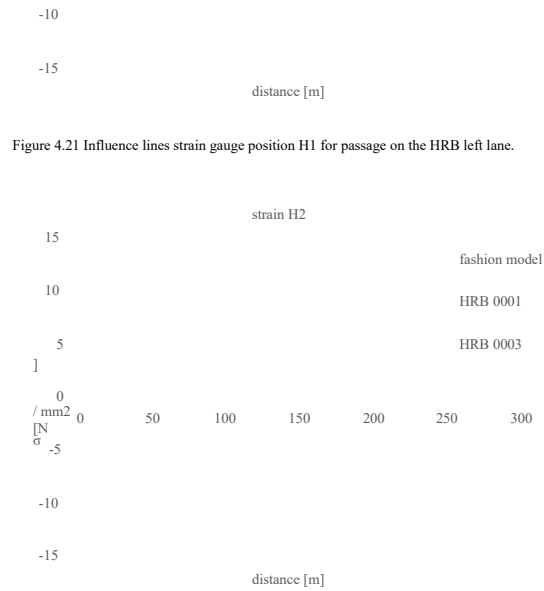 -10
-15
distance [m]
Figure 4.21 Influence lines strain gauge position H1 for passage on the HRB left lane.
strain H2
15
fashion model
10
HRB 0001
5
HRB 0003
]
0
/ mm2
0 50 100 150 200 250 300
[N
σ
-5
-10
-15
distance [m]